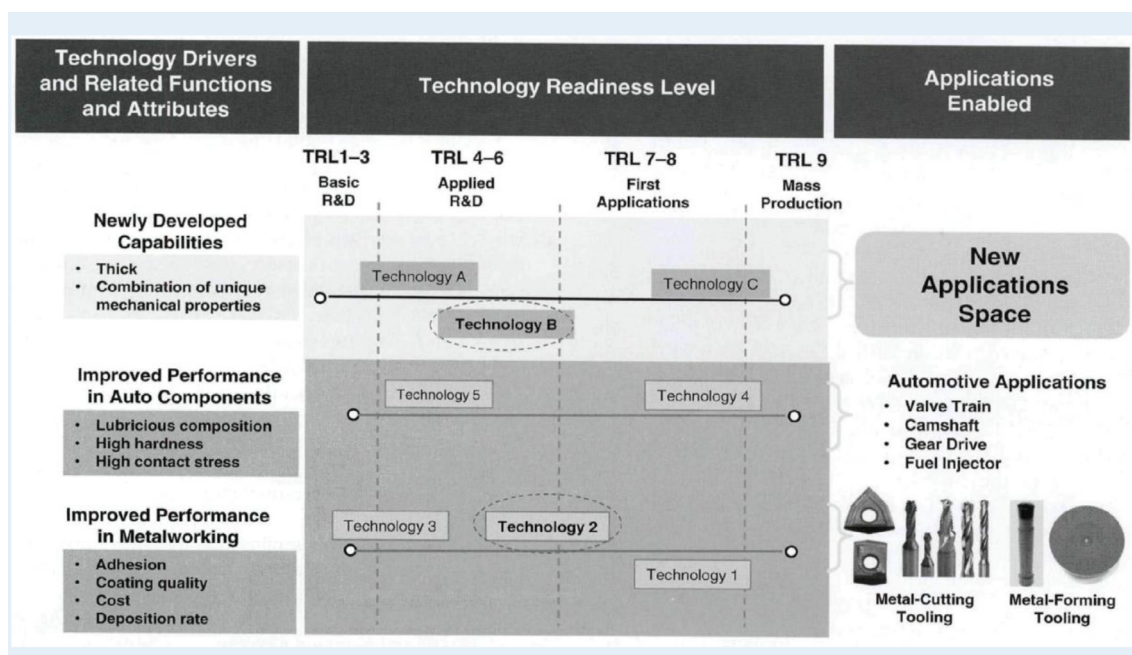 Technology Drivers
and Related Functions
and Attributes
Technology Readiness Level
Applications
Enabled
TRL1–3
Basic
R&D
TRL 4–6
Applied
R&D
TRL 7–8
First
Applications
TRL 9
Mass
Production
Newly Developed
Capabilities
• Thick
• Combination of unique
mechanical properties
Technology A
Technology B
Technology C
New
Applications
Space
Improved Performance
in Auto Components
• Lubricious composition
• High hardness
• High contact stress
Technology 5
Technology 4
Automotive Applications
• Valve Train
• Camshaft
• Gear Drive
• Fuel Injector
Improved Performance
in Metalworking
• Adhesion
• Coating quality
• Cost
• Deposition rate
Technology 3
Technology 2
Technology 1
Metal-Cutting
Tooling
Metal-Forming
Tooling